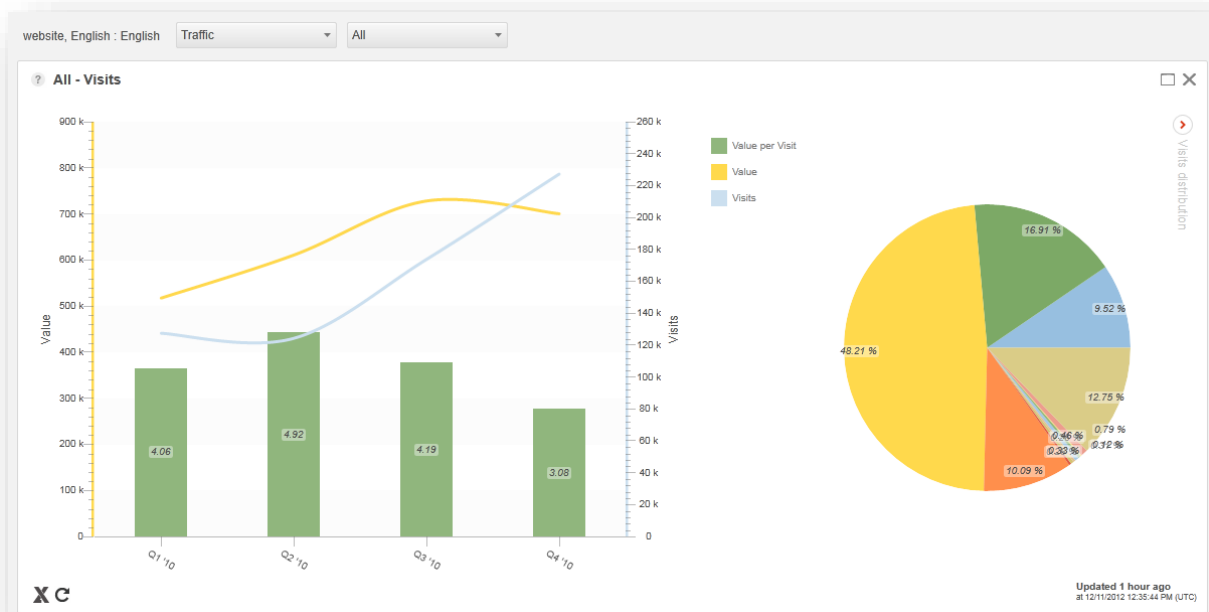 website, English : English Traffic All
? All - Visits
900 k
800 k
700 k
600 k
500 k
400 k
300 k
200 k
100 k
0
Value
4.06
4.92
4.19
3.08
Q1 '10
Q2 '10
Q3 '10
Q4 '10
260 k
240 k
220 k
200 k
180 k
160 k
140 k
120 k
100 k
80 k
60 k
40 k
20 k
0
Visits
Value per Visit
Value
Visits
Visits distribution
16.91 %
9.52 %
48.21 %
12.75 %
0.79 %
0.46 %
10.09 %
Updated 1 hour ago
at 12/11/2012 12:35:44 PM (UTC)